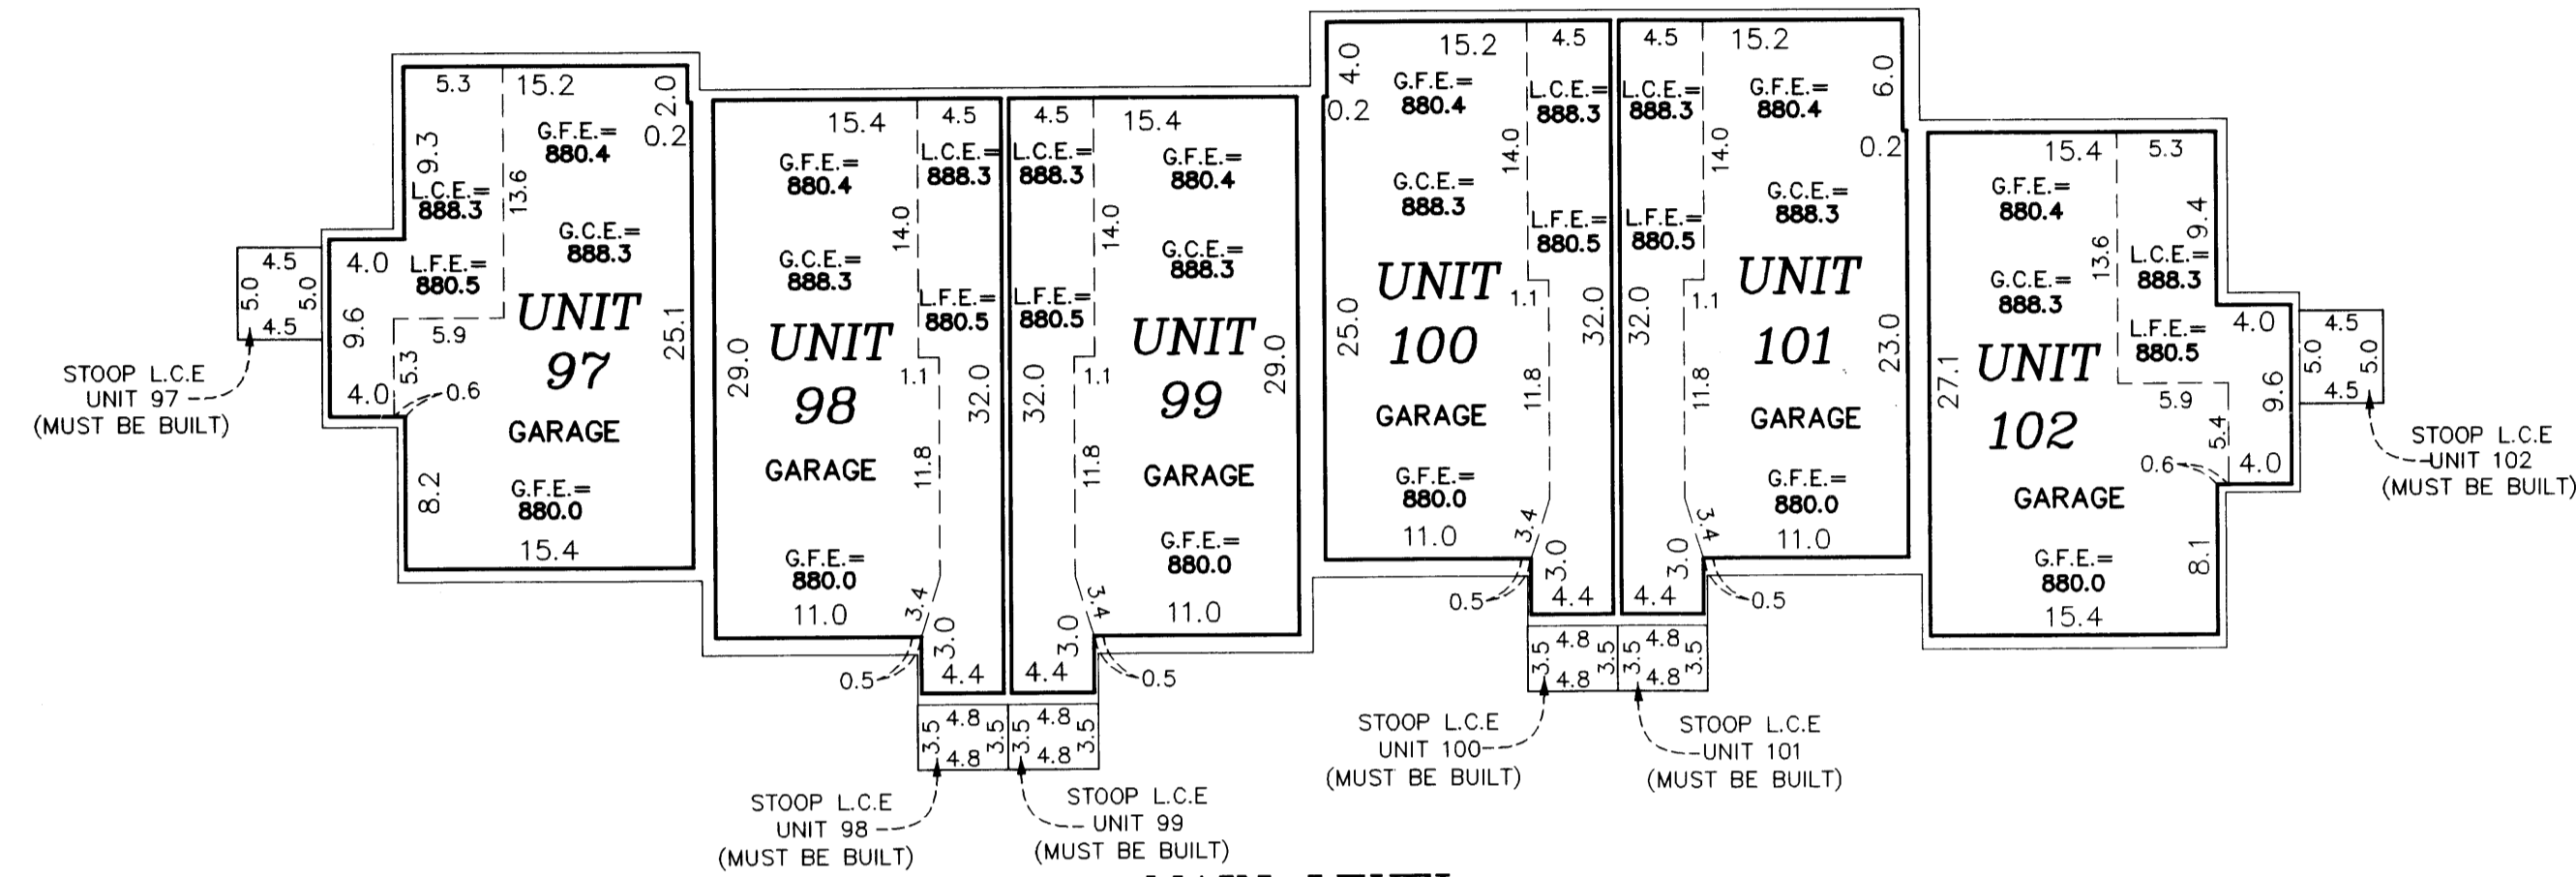 5.3
15.2
2.0
0.2
9.3
G.F.E.=
880.4
L.C.E.=
888.3
13.6
G.C.E.=
888.3
4.0
L.F.E.=
880.5
4.5
5.0
5.0
4.5
9.6
5.9
5.3
4.0
0.6
UNIT
97
25.1
GARAGE
8.2
G.F.E.=
880.0
15.4
STOOP L.C.E
UNIT 97
(MUST BE BUILT)
15.4
4.5
G.F.E.=
880.4
L.C.E.=
888.3
14.0
G.C.E.=
888.3
L.F.E.=
880.5
UNIT
98
29.0
1.1
32.0
GARAGE
11.8
G.F.E.=
880.0
11.0
3.4
3.0
0.5
4.4
3.5
4.8
3.5
4.8
STOOP L.C.E
UNIT 98
(MUST BE BUILT)
4.5
15.4
L.C.E.=
888.3
G.F.E.=
880.4
14.0
G.C.E.=
888.3
L.F.E.=
880.5
UNIT
99
29.0
32.0
1.1
11.8
GARAGE
G.F.E.=
880.0
3.4
11.0
3.0
4.4
0.5
3.5
4.8
3.5
4.8
STOOP L.C.E
UNIT 99
(MUST BE BUILT)
4.0
15.2
4.5
0.2
G.F.E.=
880.4
L.C.E.=
888.3
14.0
G.C.E.=
888.3
L.F.E.=
880.5
UNIT
100
25.0
1.1
32.0
11.8
GARAGE
G.F.E.=
880.0
11.0
3.4
3.0
0.5
4.4
3.5
4.8
3.5
4.8
STOOP L.C.E
UNIT 100
(MUST BE BUILT)
4.5
15.2
6.0
L.C.E.=
888.3
G.F.E.=
880.4
14.0
0.2
G.C.E.=
888.3
L.F.E.=
880.5
UNIT
101
32.0
1.1
23.0
11.8
GARAGE
G.F.E.=
880.0
3.4
11.0
3.0
4.4
0.5
3.5
4.8
3.5
4.8
STOOP L.C.E
UNIT 101
(MUST BE BUILT)
15.4
5.3
G.F.E.=
880.4
9.4
13.6
L.C.E.=
888.3
G.C.E.=
888.3
L.F.E.=
880.5
4.0
4.5
5.0
5.0
4.5
UNIT
102
27.1
5.9
9.6
5.4
0.6
4.0
GARAGE
8.1
G.F.E.=
880.0
15.4
STOOP L.C.E
UNIT 102
(MUST BE BUILT)